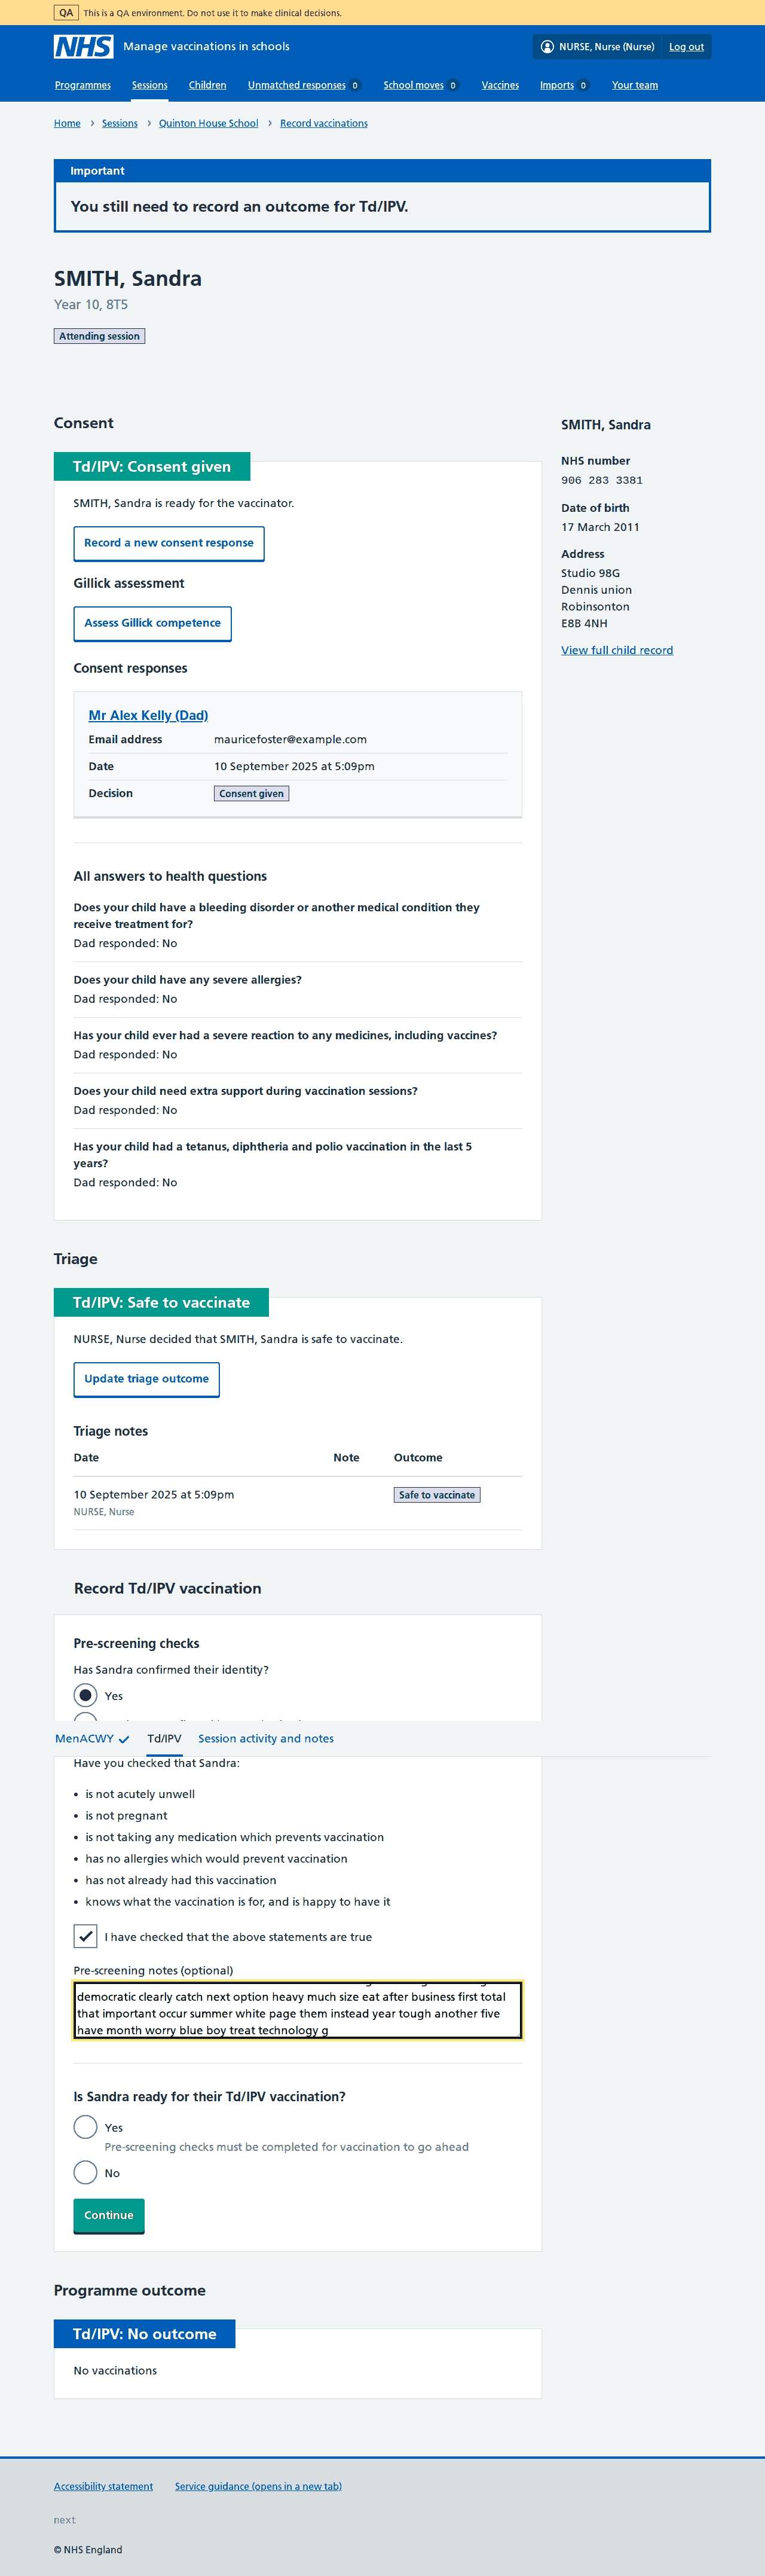 QA This is a QA environment. Do not use it to make clinical decisions.
NHS Manage vaccinations in schools
NURSE, Nurse (Nurse) Log out
Programmes Sessions Children Unmatched responses 0 School moves 0 Vaccines Imports 0 Your team
Home Sessions Quinton House School Record vaccinations
Important
You still need to record an outcome for Td/IPV.
SMITH, Sandra
Year 10, 8T5
Attending session
Consent
Td/IPV: Consent given
SMITH, Sandra is ready for the vaccinator.
Record a new consent response
Gillick assessment
Assess Gillick competence
Consent responses
Mr Alex Kelly (Dad)
Email address mauricefoster@example.com
Date 10 September 2025 at 5:09pm
Decision Consent given
All answers to health questions
Does your child have a bleeding disorder or another medical condition they
receive treatment for?
Dad responded: No
Does your child have any severe allergies?
Dad responded: No
Has your child ever had a severe reaction to any medicines, including vaccines?
Dad responded: No
Does your child need extra support during vaccination sessions?
Dad responded: No
Has your child had a tetanus, diphtheria and polio vaccination in the last 5
years?
Dad responded: No
SMITH, Sandra
NHS number
906 283 3381
Date of birth
17 March 2011
Address
Studio 98G
Dennis union
Robinsonton
E8B 4NH
View full child record
Triage
Td/IPV: Safe to vaccinate
NURSE, Nurse decided that SMITH, Sandra is safe to vaccinate.
Update triage outcome
Triage notes
Date Note Outcome
10 September 2025 at 5:09pm Safe to vaccinate
NURSE, Nurse
Record Td/IPV vaccination
Pre-screening checks
Has Sandra confirmed their identity?
Yes
MenACWY Td/IPV Session activity and notes
Have you checked that Sandra:
• is not acutely unwell
• is not pregnant
• is not taking any medication which prevents vaccination
• has no allergies which would prevent vaccination
• has not already had this vaccination
• knows what the vaccination is for, and is happy to have it
I have checked that the above statements are true
Pre-screening notes (optional)
democratic clearly catch next option heavy much size eat after business first total
that important occur summer white page them instead year tough another five
have month worry blue boy treat technology g
Is Sandra ready for their Td/IPV vaccination?
Yes
Pre-screening checks must be completed for vaccination to go ahead
No
Continue
Programme outcome
Td/IPV: No outcome
No vaccinations
Accessibility statement Service guidance (opens in a new tab)
next
© NHS England